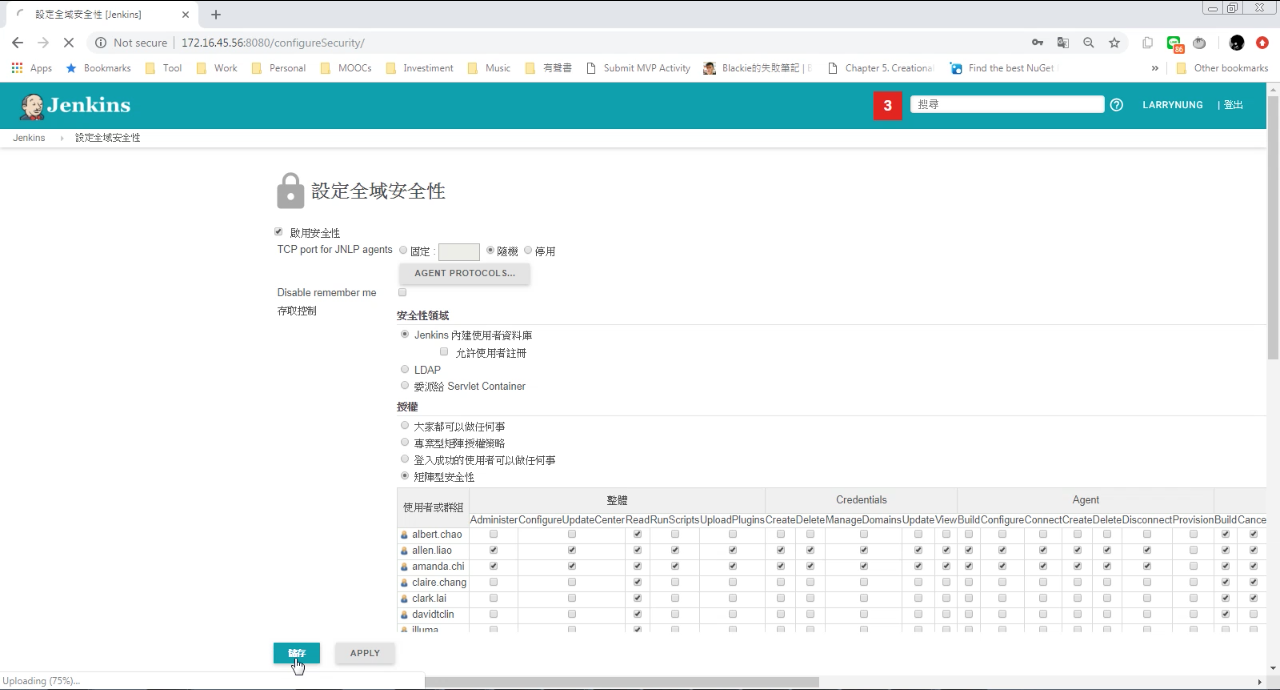 設定全域安全性 [Jenkins]
Not secure 172.16.45.56:8080/configureSecurity/
86
Apps Bookmarks Tool Work Personal MOOCs Investiment Music 有聲書 Submit MVP Activity Blackie的失敗筆記 | Chapter 5. Creationa Find the best NuGet » Other bookmarks
Jenkins 3 搜尋 LARRYNUNG | 登出
Jenkins › 設定全域安全性
設定全域安全性
啟用安全性
TCP port for JNLP agents 固定 : 隨機 停用
AGENT PROTOCOLS...
Disable remember me
存取控制
安全性領域
Jenkins 內建使用者資料庫
允許使用者註冊
LDAP
委派給 Servlet Container
授權
大家都可以做任何事
專案型矩陣授權策略
登入成功的使用者可以做任何事
矩陣型安全性
使用者或群組 整體 Credentials Agent
Administer ConfigureUpdateCenter Read RunScripts UploadPlugins Create Delete ManageDomains Update View Build Configure Connect Create Delete Disconnect Provision Build Cance
albert.chao
allen.liao
amanda.chi
claire.chang
clark.lai
davidtclin
illuma
儲存 APPLY
Uploading (75%)...